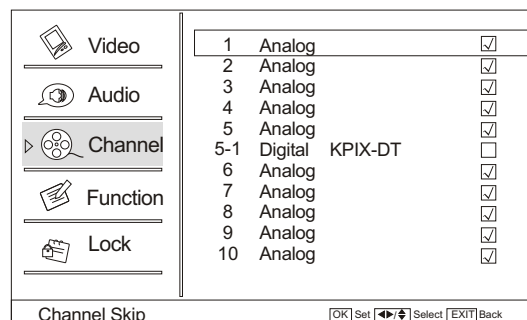 Video
Audio
Channel
Function
Lock
1 Analog
2 Analog
3 Analog
4 Analog
5 Analog
5-1 Digital KPIX-DT
6 Analog
7 Analog
8 Analog
9 Analog
10 Analog
Channel Skip
OK Set ◀▶/▲▼ Select EXIT Back